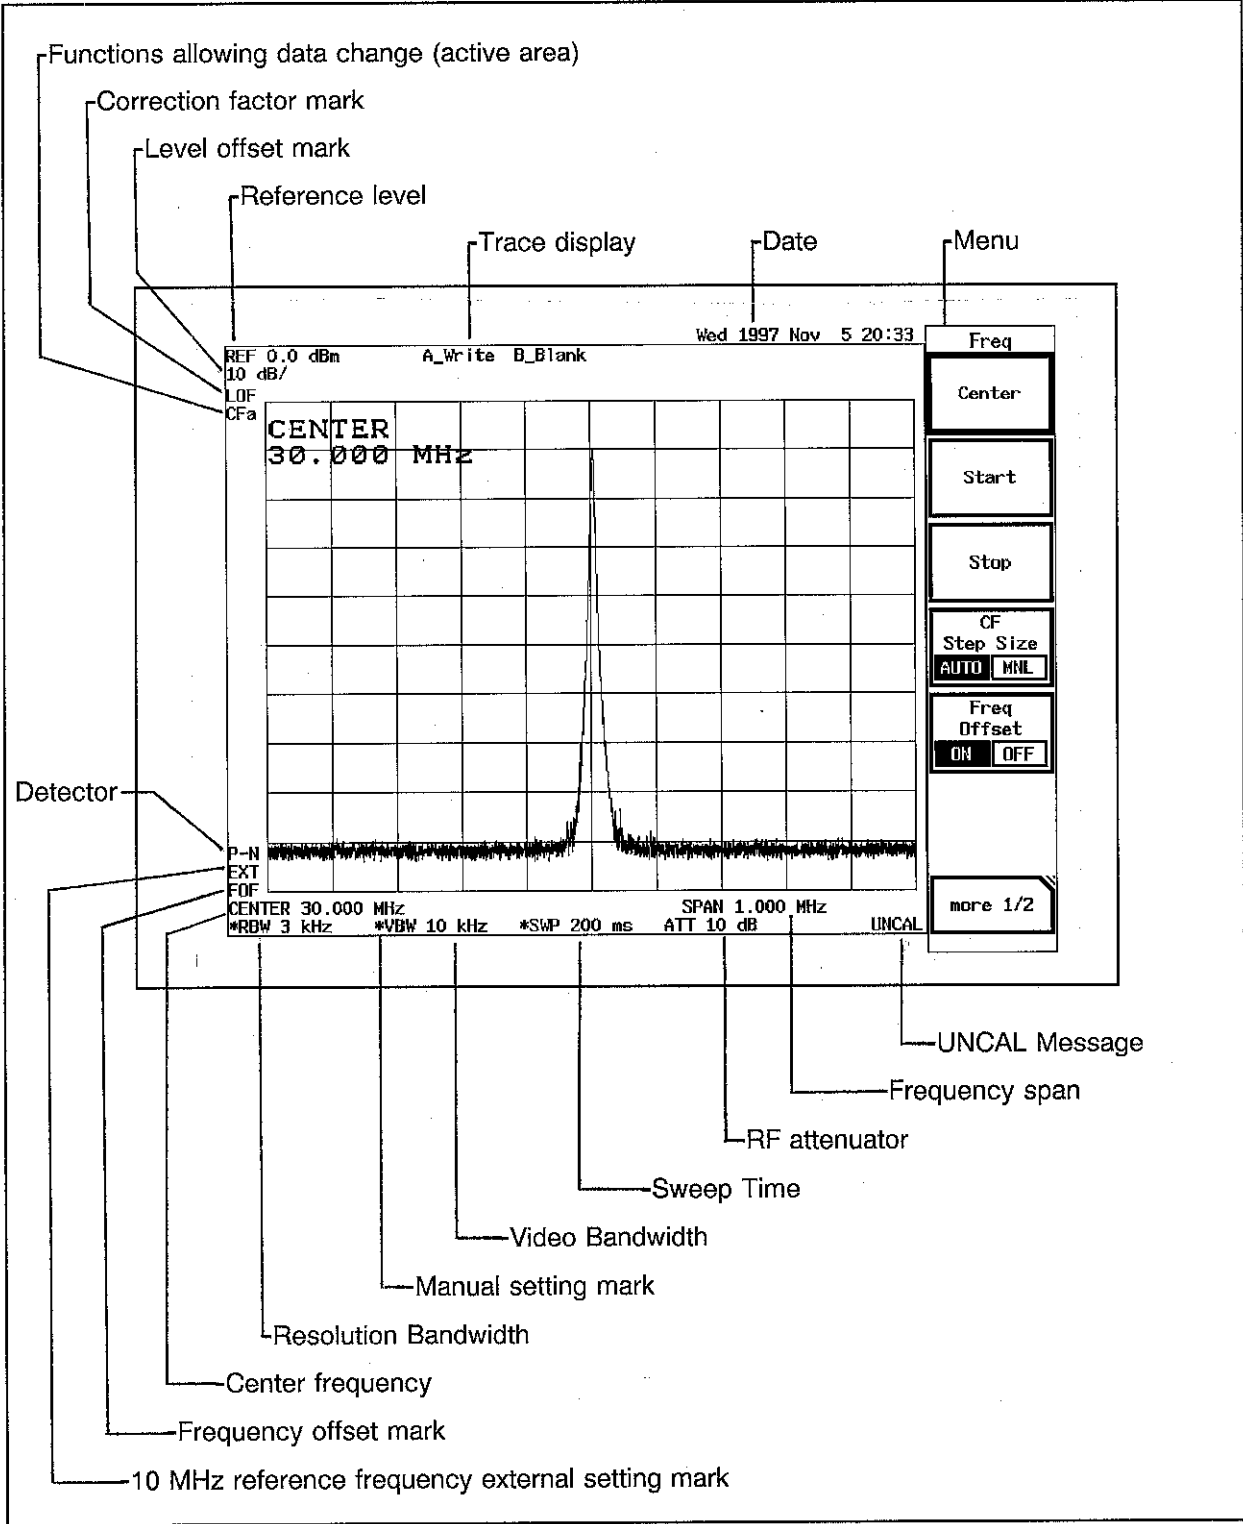 Functions allowing data change (active area)
Correction factor mark
Level offset mark
Reference level
Trace display
Date
Menu
Wed 1997 Nov 5 20:33
Freq
REF 0.0 dBm
A_Write B_Blank
10 dB/
LOF
CFa
CENTER
30.000 MHz
Center
Start
Stop
CF
Step Size
AUTO MNL
Freq
Offset
ON OFF
Detector
P-N
EXT
FOF
CENTER 30.000 MHz
SPAN 1.000 MHz
*RBW 3 kHz *VBW 10 kHz *SWP 200 ms ATT 10 dB UNCAL
more 1/2
UNCAL Message
Frequency span
RF attenuator
Sweep Time
Video Bandwidth
Manual setting mark
Resolution Bandwidth
Center frequency
Frequency offset mark
10 MHz reference frequency external setting mark